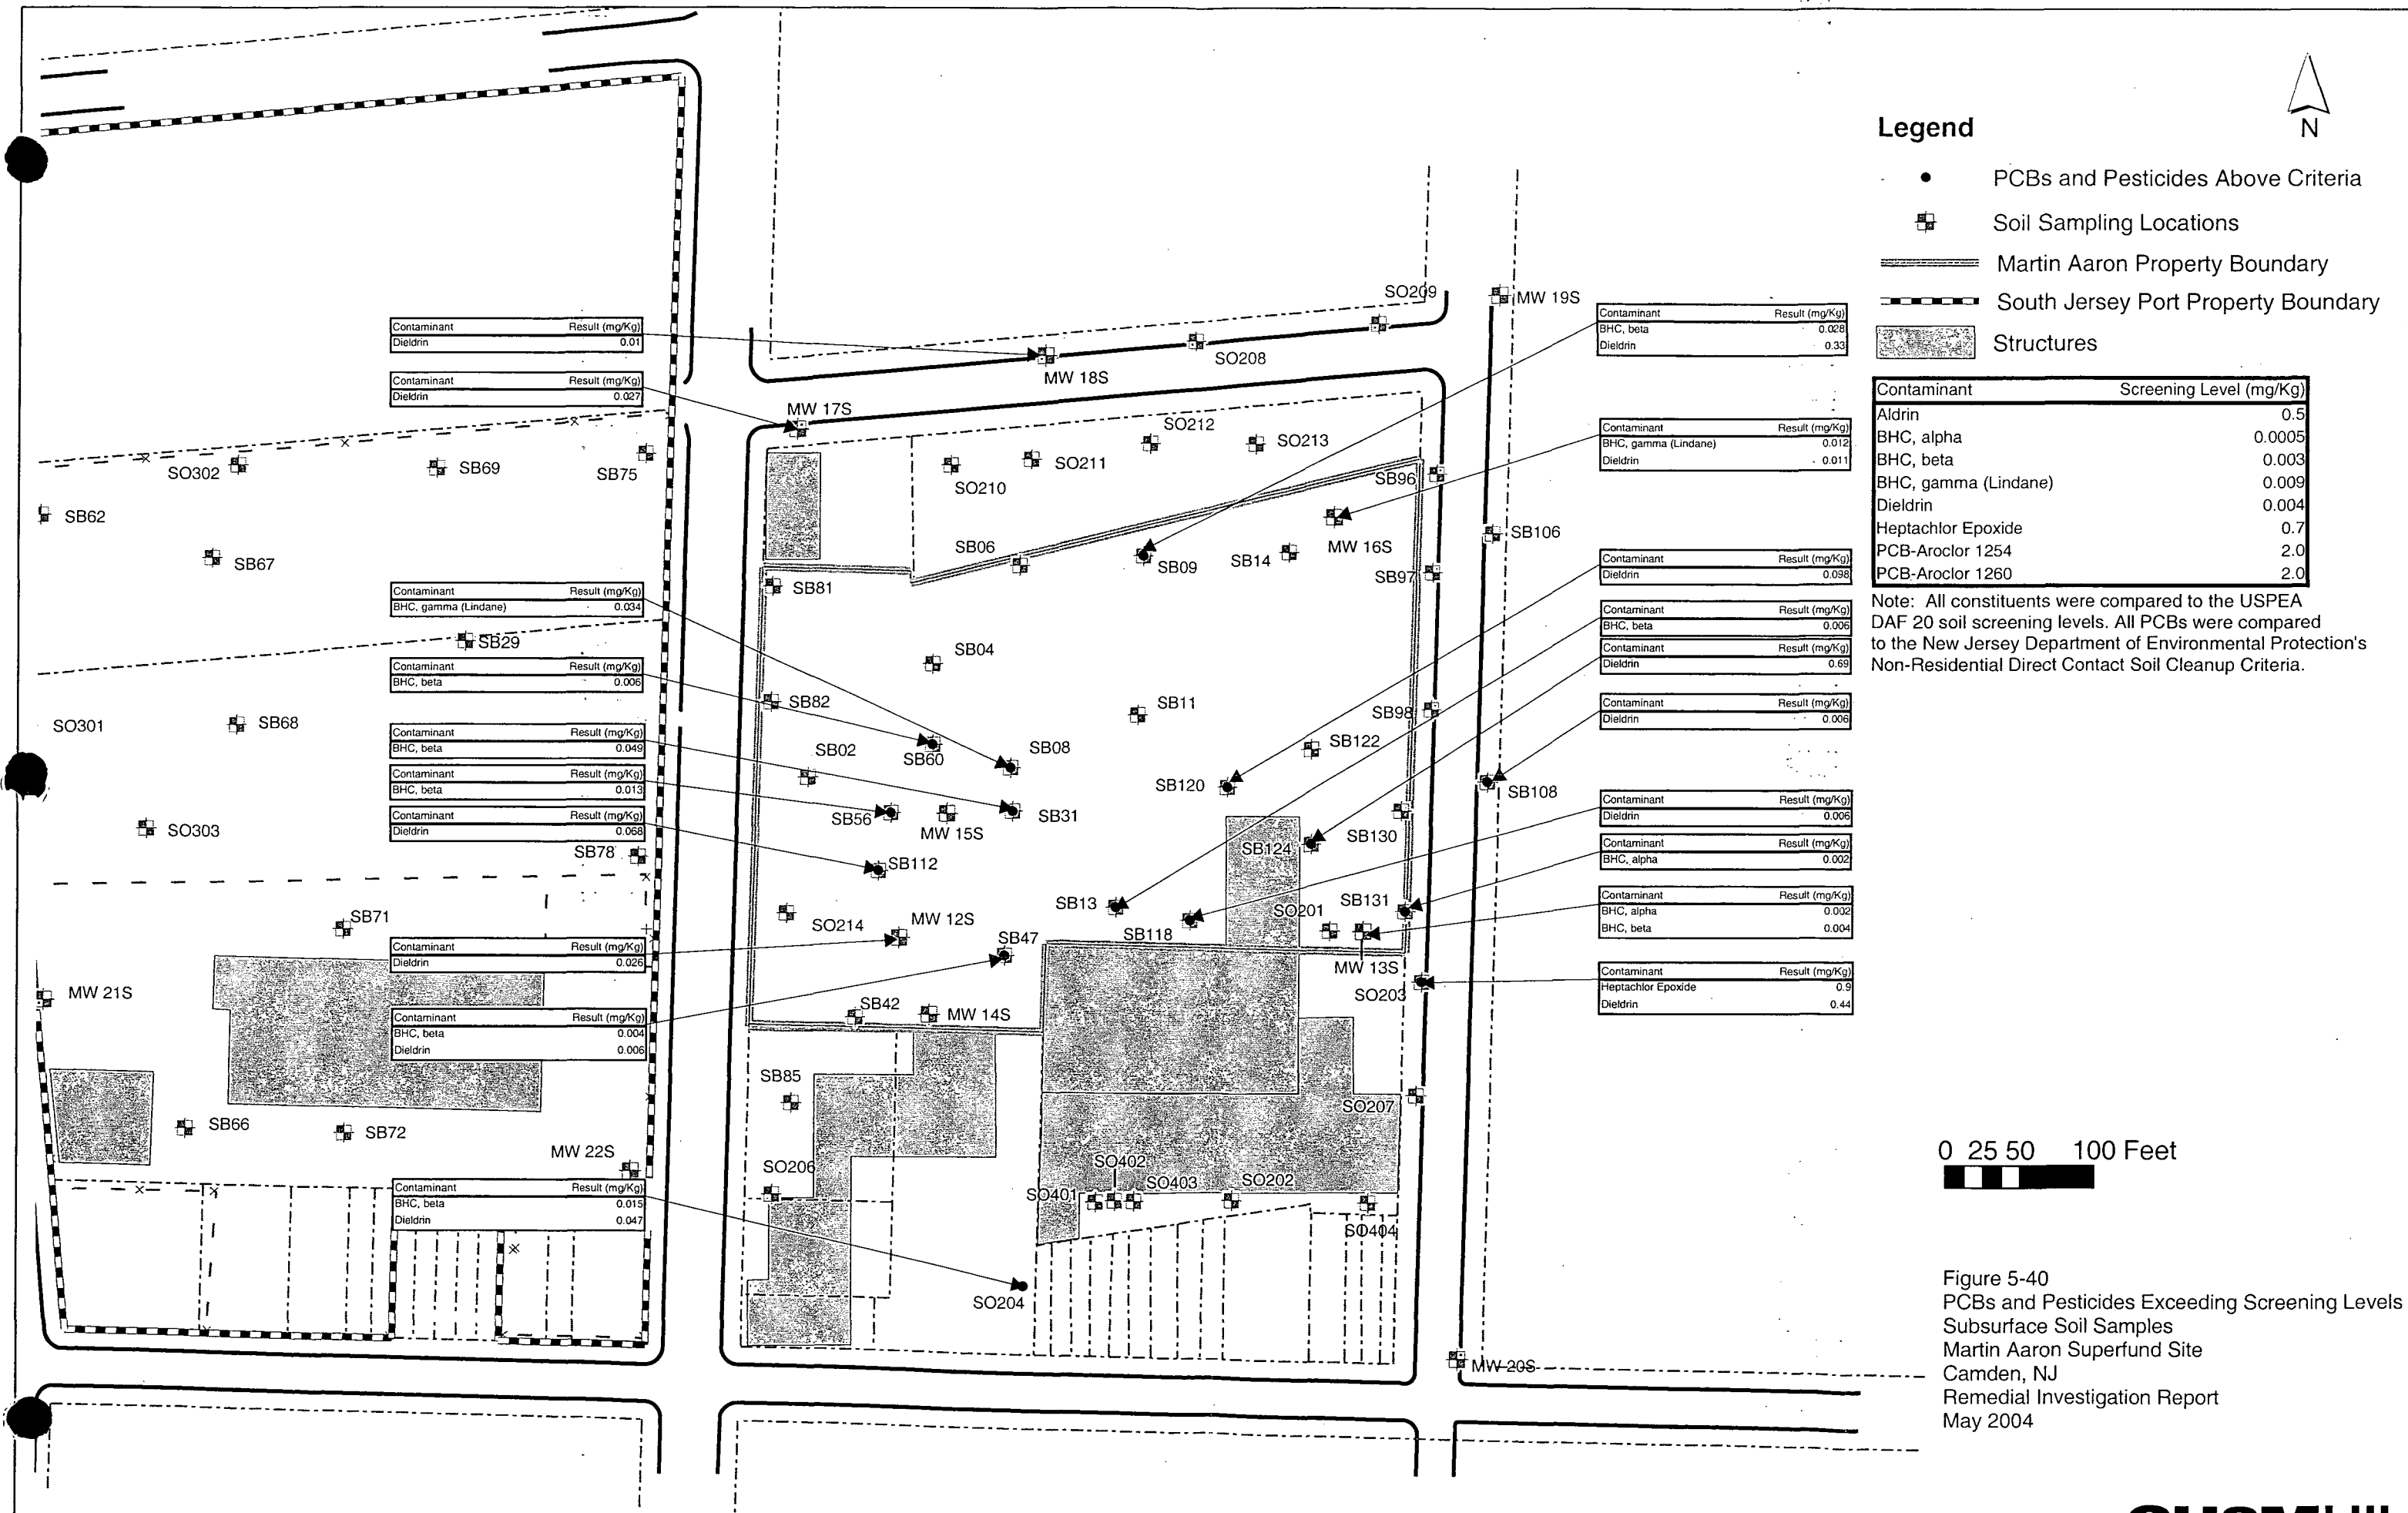 N
Legend
PCBs and Pesticides Above Criteria
Soil Sampling Locations
Martin Aaron Property Boundary
South Jersey Port Property Boundary
Structures
Contaminant Screening Level (mg/Kg)
Aldrin 0.5
BHC, alpha 0.0005
BHC, beta 0.003
BHC, gamma (Lindane) 0.009
Dieldrin 0.004
Heptachlor Epoxide 0.7
PCB-Aroclor 1254 2.0
PCB-Aroclor 1260 2.0
Note: All constituents were compared to the USPEA
DAF 20 soil screening levels. All PCBs were compared
to the New Jersey Department of Environmental Protection's
Non-Residential Direct Contact Soil Cleanup Criteria.
Contaminant Result (mg/Kg)
Dieldrin 0.01
Contaminant Result (mg/Kg)
Dieldrin 0.027
Contaminant Result (mg/Kg)
BHC, gamma (Lindane) 0.034
Contaminant Result (mg/Kg)
BHC, beta 0.006
Contaminant Result (mg/Kg)
BHC, beta 0.049
Contaminant Result (mg/Kg)
BHC, beta 0.013
Contaminant Result (mg/Kg)
Dieldrin 0.068
Contaminant Result (mg/Kg)
Dieldrin 0.026
Contaminant Result (mg/Kg)
BHC, beta 0.004
Dieldrin 0.006
Contaminant Result (mg/Kg)
BHC, beta 0.015
Dieldrin 0.047
Contaminant Result (mg/Kg)
BHC, beta 0.028
Dieldrin 0.33
Contaminant Result (mg/Kg)
BHC, gamma (Lindane) 0.012
Dieldrin 0.011
Contaminant Result (mg/Kg)
Dieldrin 0.098
Contaminant Result (mg/Kg)
BHC, beta 0.006
Contaminant Result (mg/Kg)
Dieldrin 0.69
Contaminant Result (mg/Kg)
Dieldrin 0.006
Contaminant Result (mg/Kg)
Dieldrin 0.006
Contaminant Result (mg/Kg)
BHC, alpha 0.002
Contaminant Result (mg/Kg)
BHC, alpha 0.002
BHC, beta 0.004
Contaminant Result (mg/Kg)
Heptachlor Epoxide 0.9
Dieldrin 0.44
SO209
MW 19S
SO208
MW 18S
MW 17S
SO212
SO213
SO211
SO210
SO302
SB69
SB75
SB62
SB67
SB96
SB106
MW 16S
SB06
SB09
SB14
SB97
SB81
SB29
SB04
SB82
SB11
SB98
SO301
SB68
SB02
SB60
SB08
SB122
SB120
SB108
SB56
MW 15S
SB31
SO303
SB130
SB124
SB78
SB112
SB13
SB131
SO201
SB118
SO214
MW 12S
SB47
SB71
MW 13S
SO203
MW 21S
SB42
MW 14S
SB85
SO207
SB66
SB72
MW 22S
SO206
SO402
SO401
SO403
SO202
SO404
SO204
MW 20S
0 25 50 100 Feet
Figure 5-40
PCBs and Pesticides Exceeding Screening Levels
Subsurface Soil Samples
Martin Aaron Superfund Site
Camden, NJ
Remedial Investigation Report
May 2004